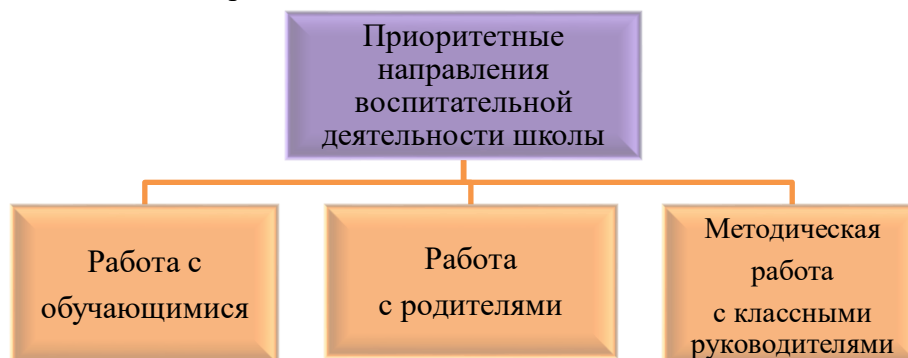 Приоритетные
направления
воспитательной
деятельности школы
Работа с
обучающимися
Работа
с родителями
Методическая
работа
с классными
руководителями